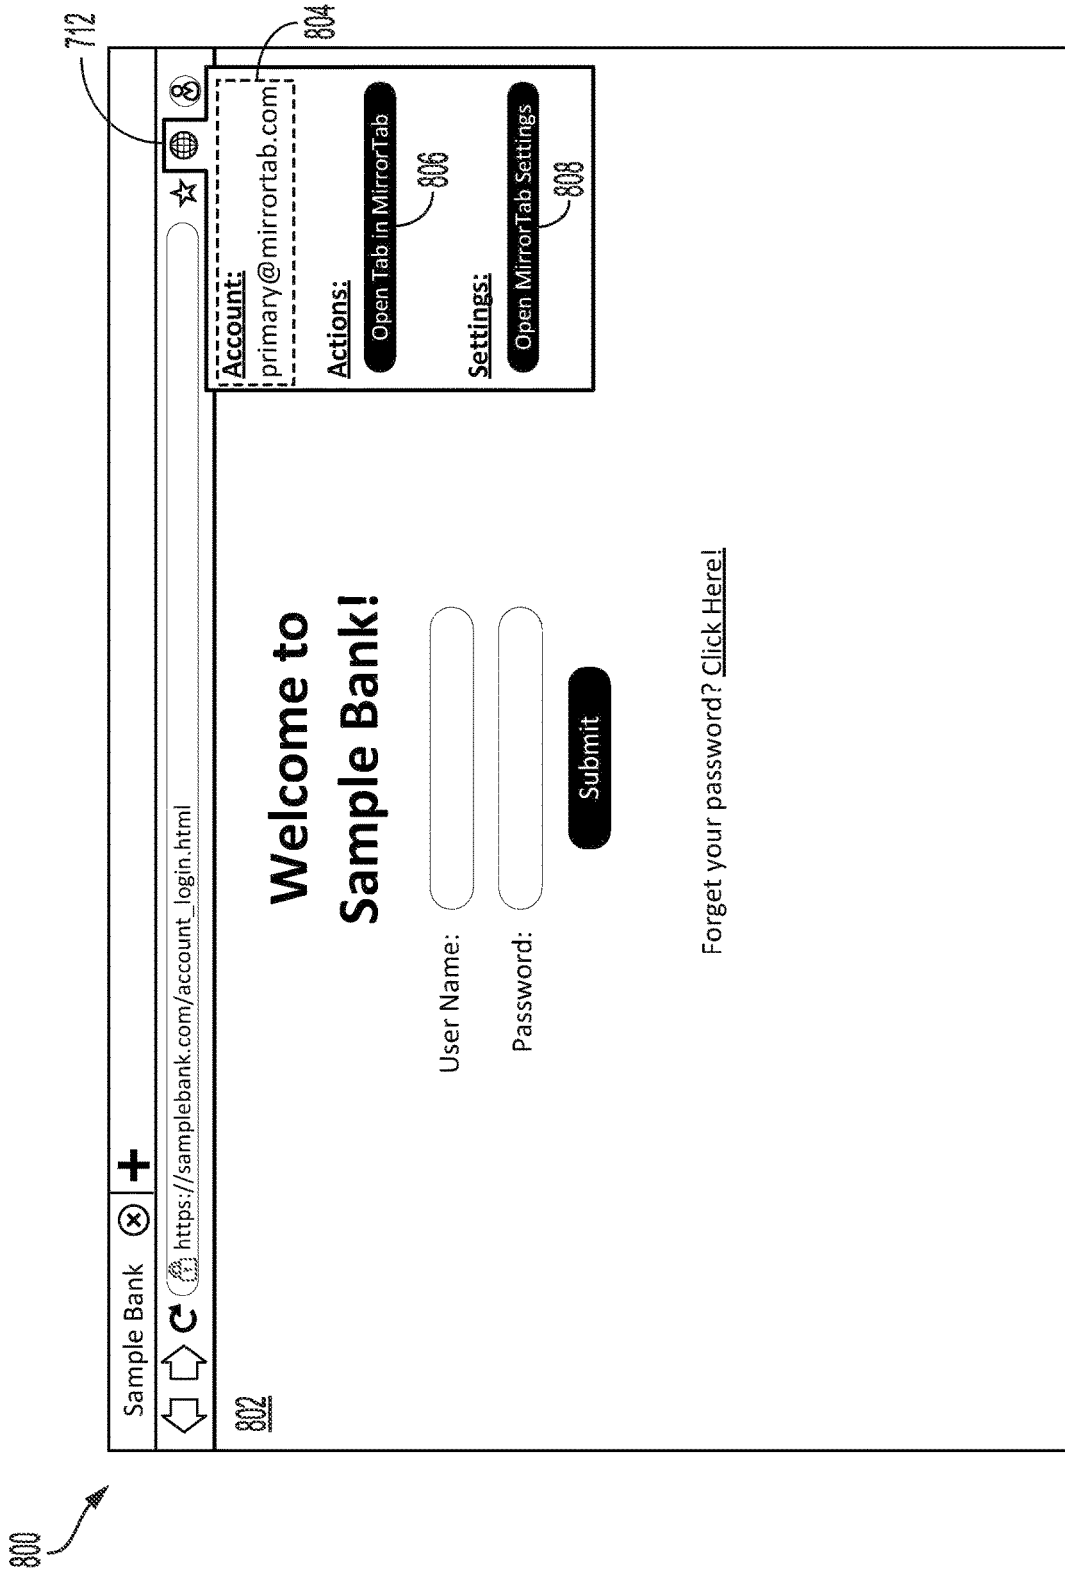 800
712
Sample Bank
https://samplebank.com/account_login.html
802
804
Account:
primary@mirrortab.com
Actions:
Open Tab in MirrorTab
806
Settings:
Open MirrorTab Settings
808
Welcome to
Sample Bank!
User Name:
Password:
Submit
Forget your password? Click Here!